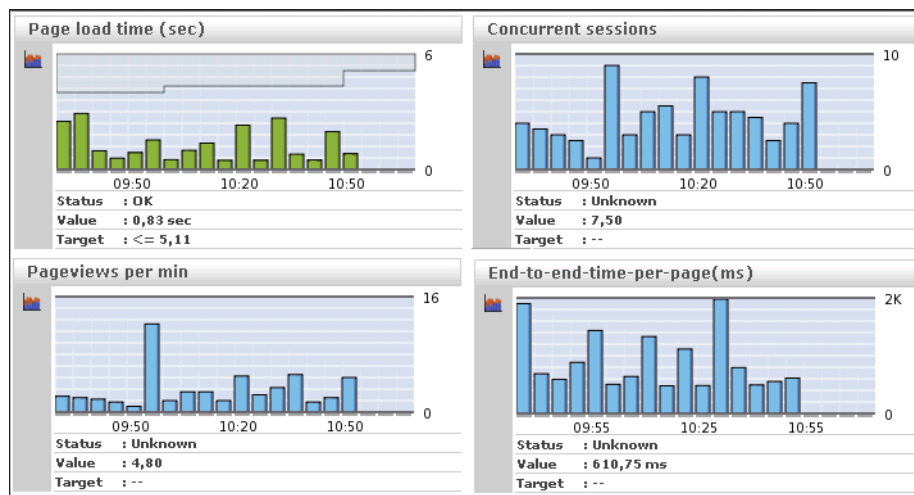 Page load time (sec)
6
0
09:50 10:20 10:50
Status : OK
Value : 0,83 sec
Target : <= 5,11
Concurrent sessions
10
0
09:50 10:20 10:50
Status : Unknown
Value : 7,50
Target : --
Pageviews per min
16
0
09:50 10:20 10:50
Status : Unknown
Value : 4,80
Target : --
End-to-end-time-per-page(ms)
2K
0
09:55 10:25 10:55
Status : Unknown
Value : 610,75 ms
Target : --